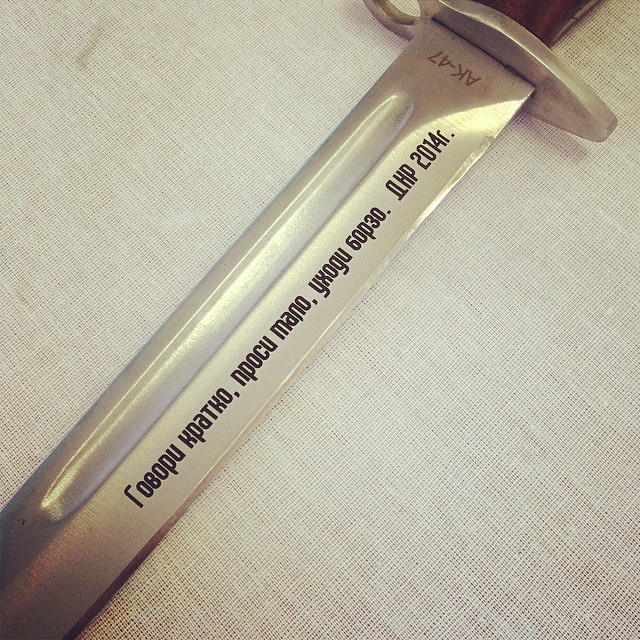 АК-47
Говори кратко, проси мало, уходи борзо. ДНР 2014г.